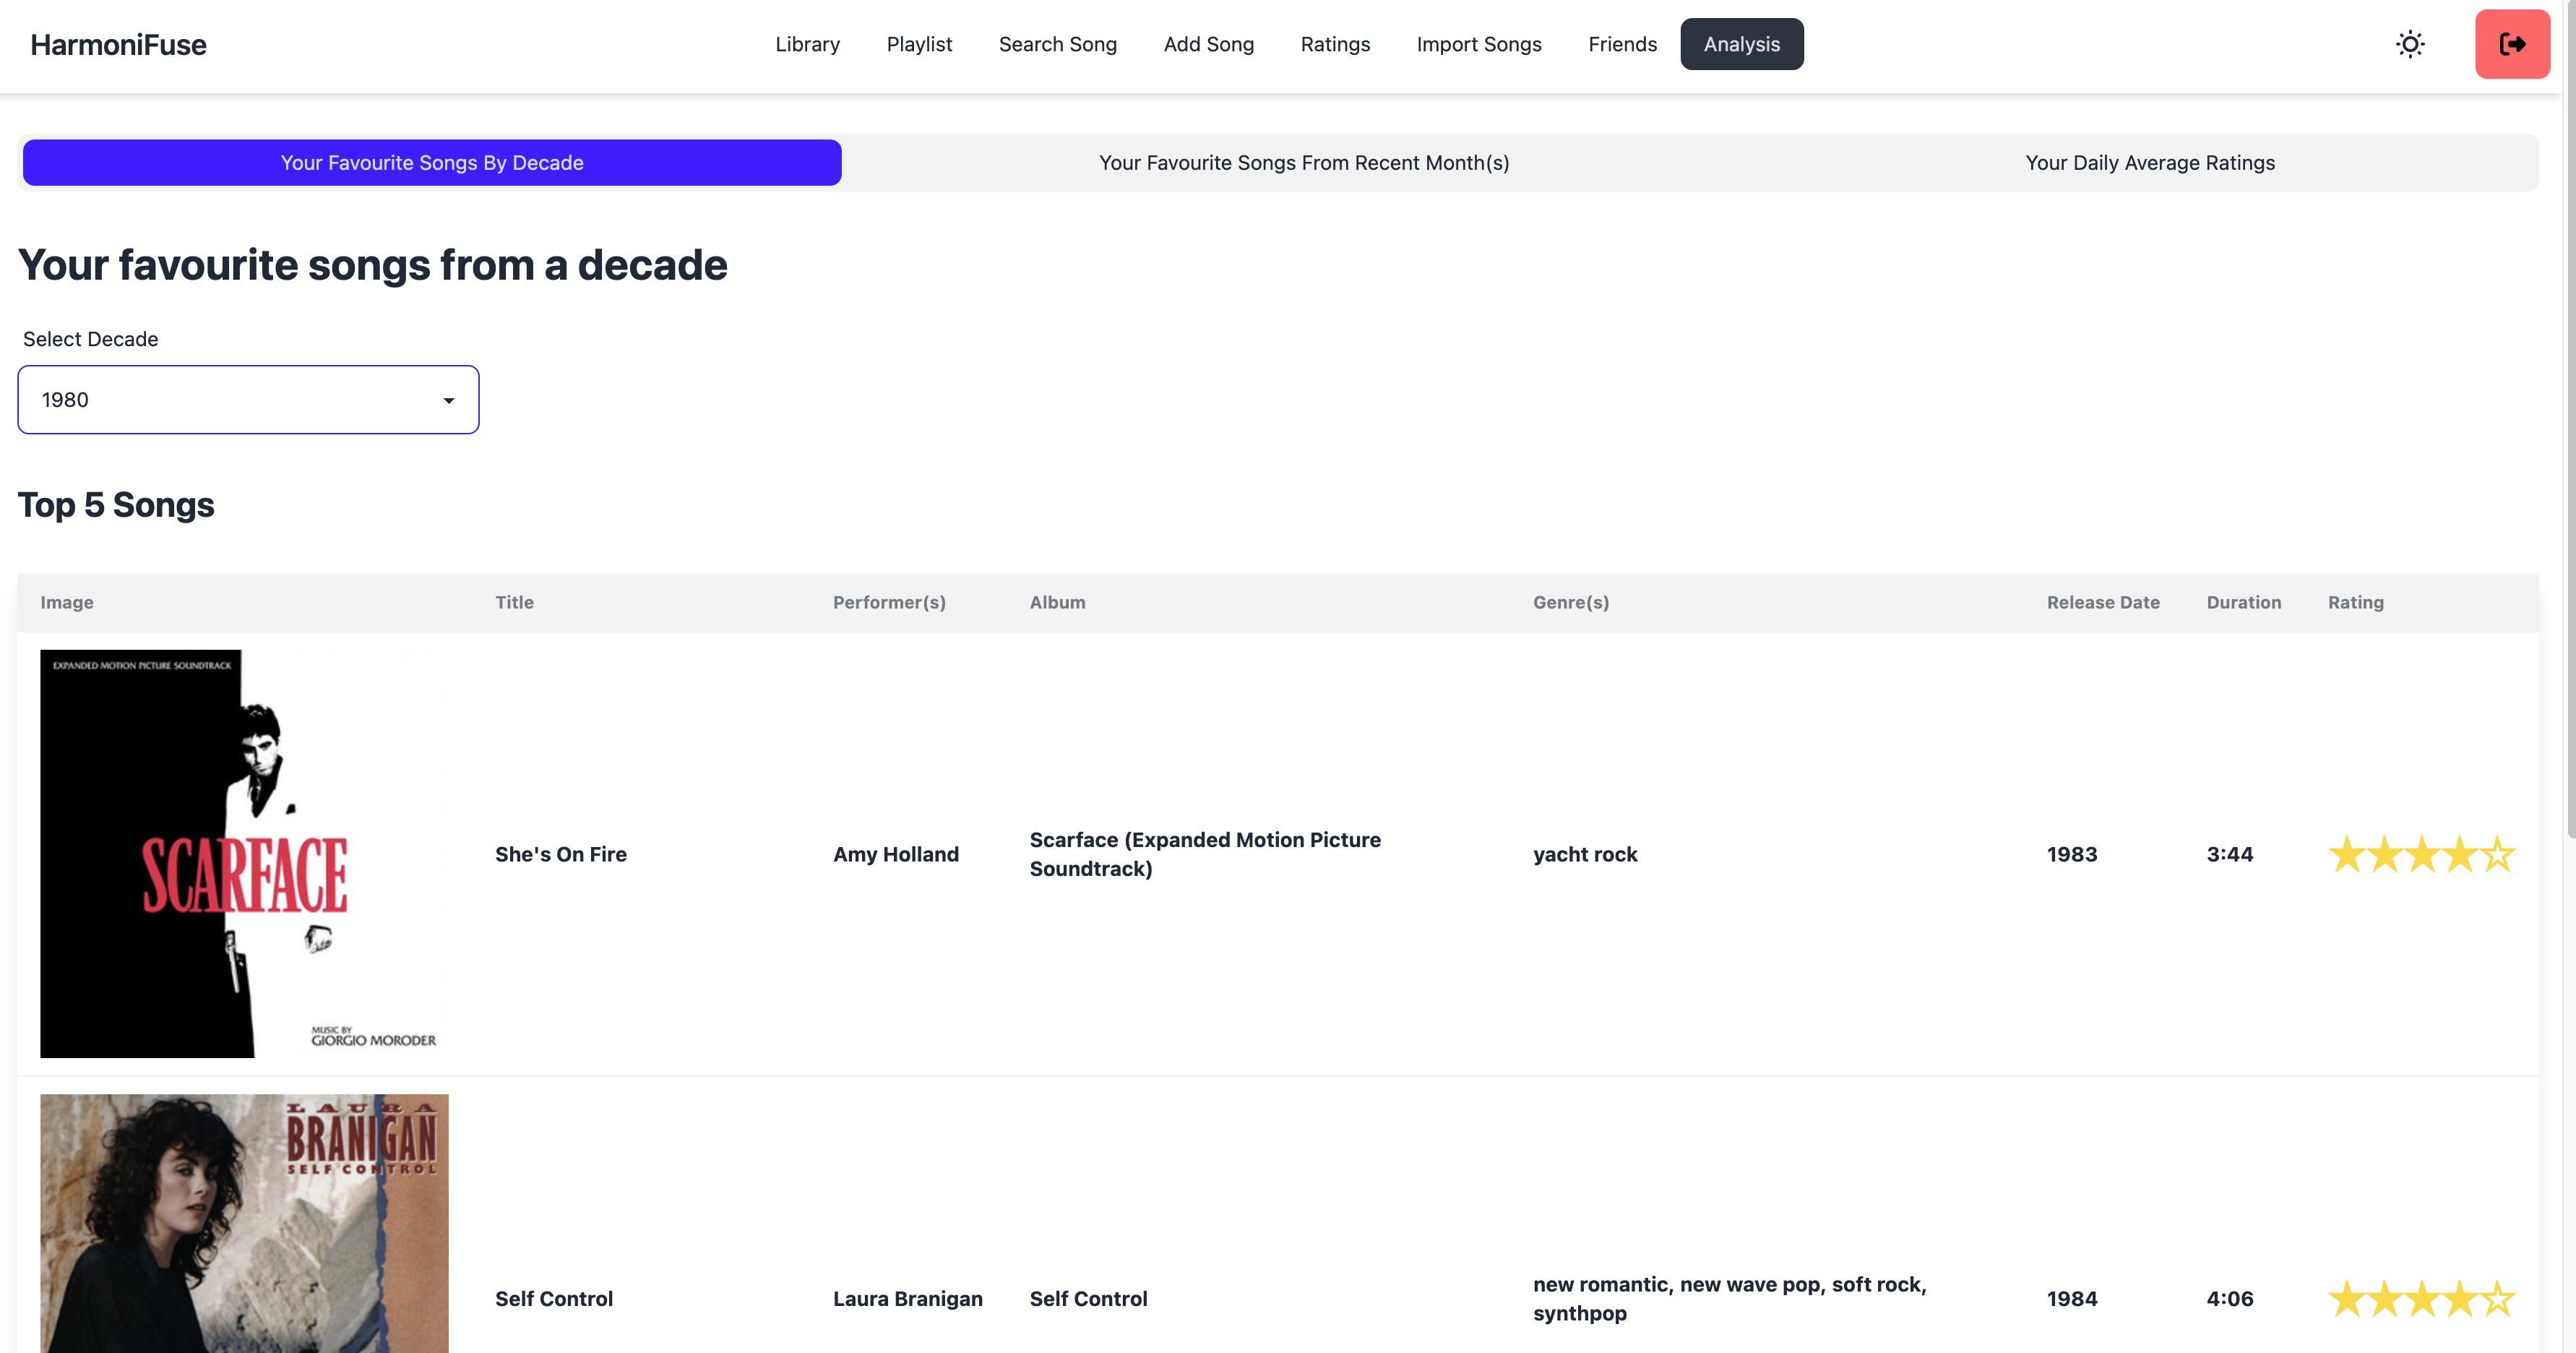 HarmoniFuse
Library Playlist Search Song Add Song Ratings Import Songs Friends Analysis
Your Favourite Songs By Decade Your Favourite Songs From Recent Month(s) Your Daily Average Ratings
Your favourite songs from a decade
Select Decade
1980
Top 5 Songs
Image Title Performer(s) Album Genre(s) Release Date Duration Rating
EXPANDED MOTION PICTURE SOUNDTRACK
SCARFACE
MUSIC BY
GIORGIO MORODER
She's On Fire Amy Holland Scarface (Expanded Motion Picture
Soundtrack) yacht rock 1983 3:44
LAURA
BRANIGAN
SELF CONTROL
Self Control Laura Branigan Self Control new romantic, new wave pop, soft rock,
synthpop 1984 4:06